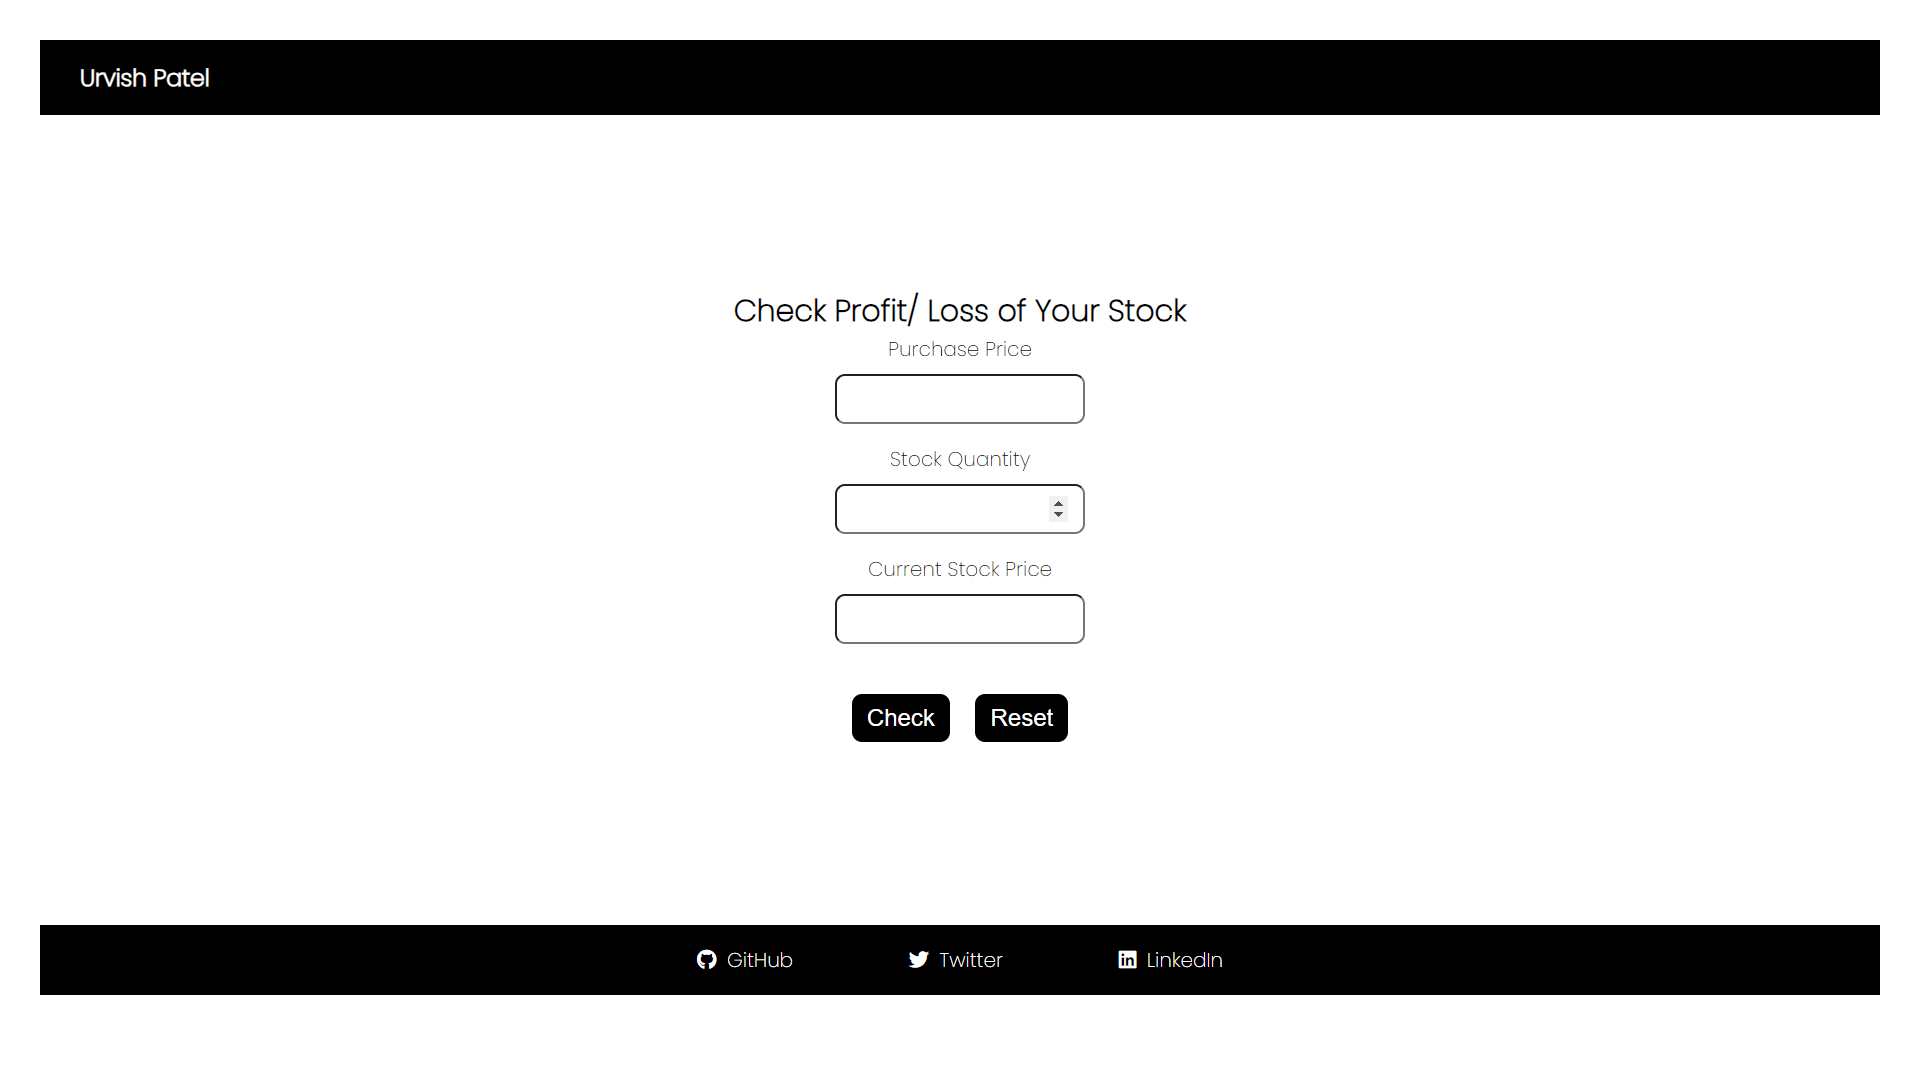 Urvish Patel
Check Profit/ Loss of Your Stock
Purchase Price
Stock Quantity
Current Stock Price
Check Reset
GitHub Twitter LinkedIn